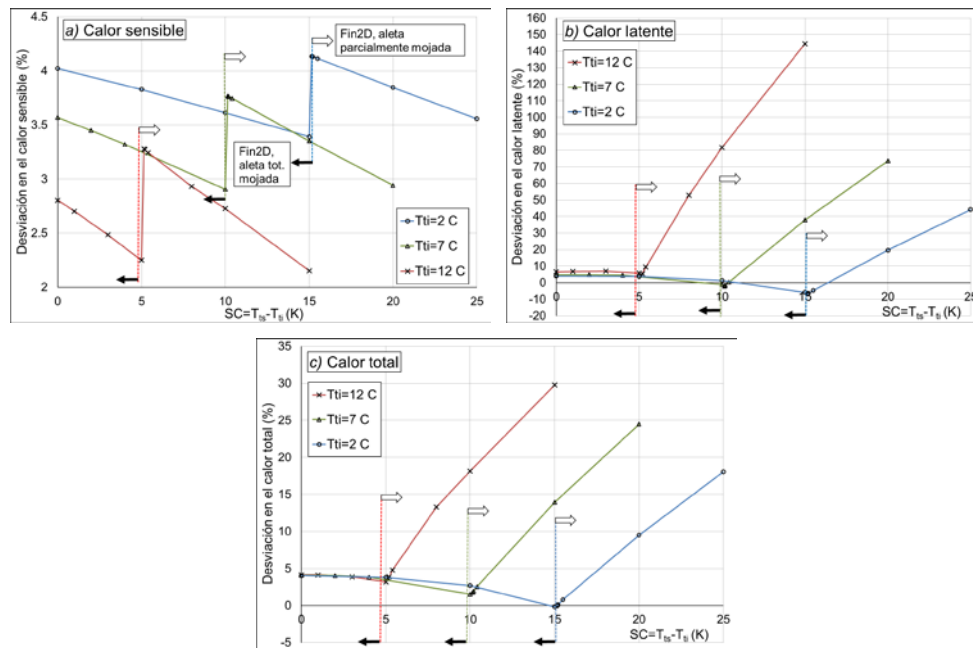 a) Calor sensible
Desviación en el calor sensible (%)
4.5
4
3.5
3
2.5
2
Fin2D, aleta
parcialmente mojada
Fin2D,
aleta tot.
mojada
Tti=2 C
Tti=7 C
Tti=12 C
0
5
10
15
20
25
SC=Tts-Tti (K)
b) Calor latente
Desviación en el calor latente (%)
160
150
140
130
120
110
100
90
80
70
60
50
40
30
20
10
0
-10
-20
Tti=12 C
Tti=7 C
Tti=2 C
0
5
10
15
20
25
SC=Tts-Tti (K)
c) Calor total
Desviación en el calor total (%)
35
30
25
20
15
10
5
0
-5
Tti=12 C
Tti=7 C
Tti=2 C
0
5
10
15
20
25
SC=Tts-Tti (K)